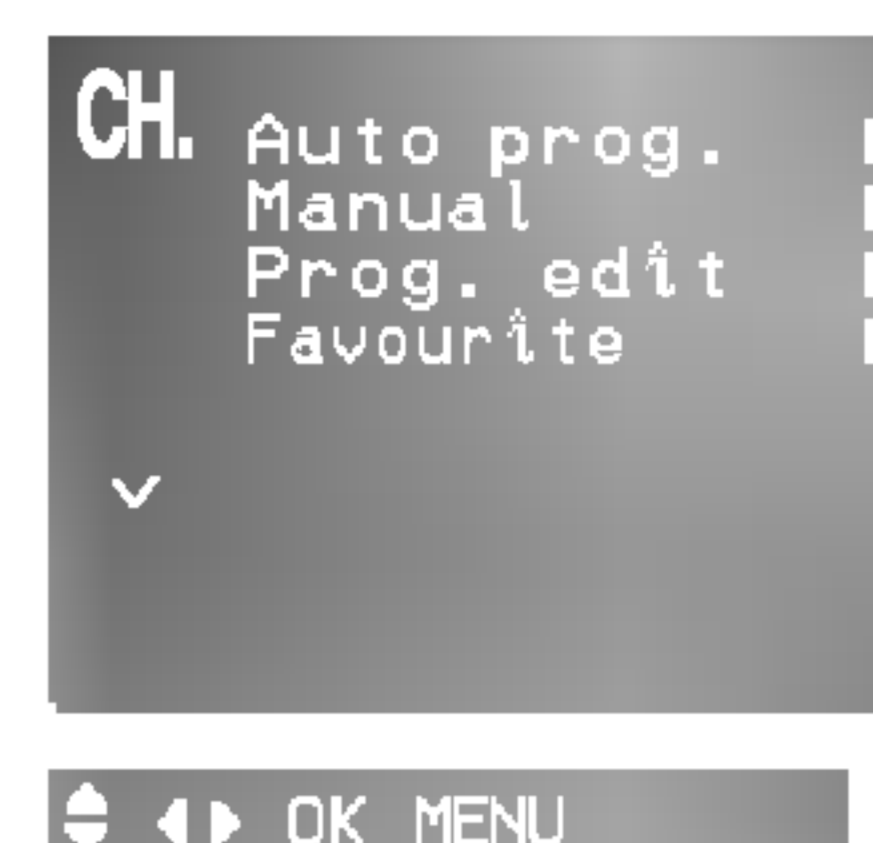 CH.
Auto prog.
Manual
Prog. edit
Favourite
OK MENU